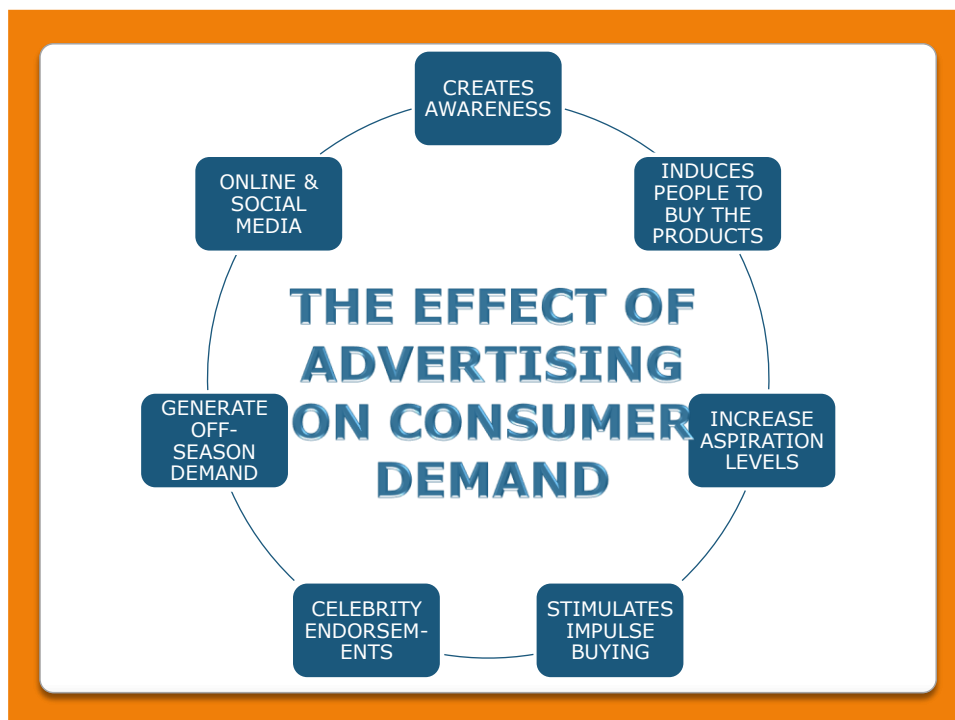 CREATES
AWARENESS
INDUCES
PEOPLE TO
BUY THE
PRODUCTS
INCREASE
ASPIRATION
LEVELS
STIMULATES
IMPULSE
BUYING
CELEBRITY
ENDORSEM-
ENTS
GENERATE
OFF-
SEASON
DEMAND
ONLINE &
SOCIAL
MEDIA
THE EFFECT OF
ADVERTISING
ON CONSUMER
DEMAND